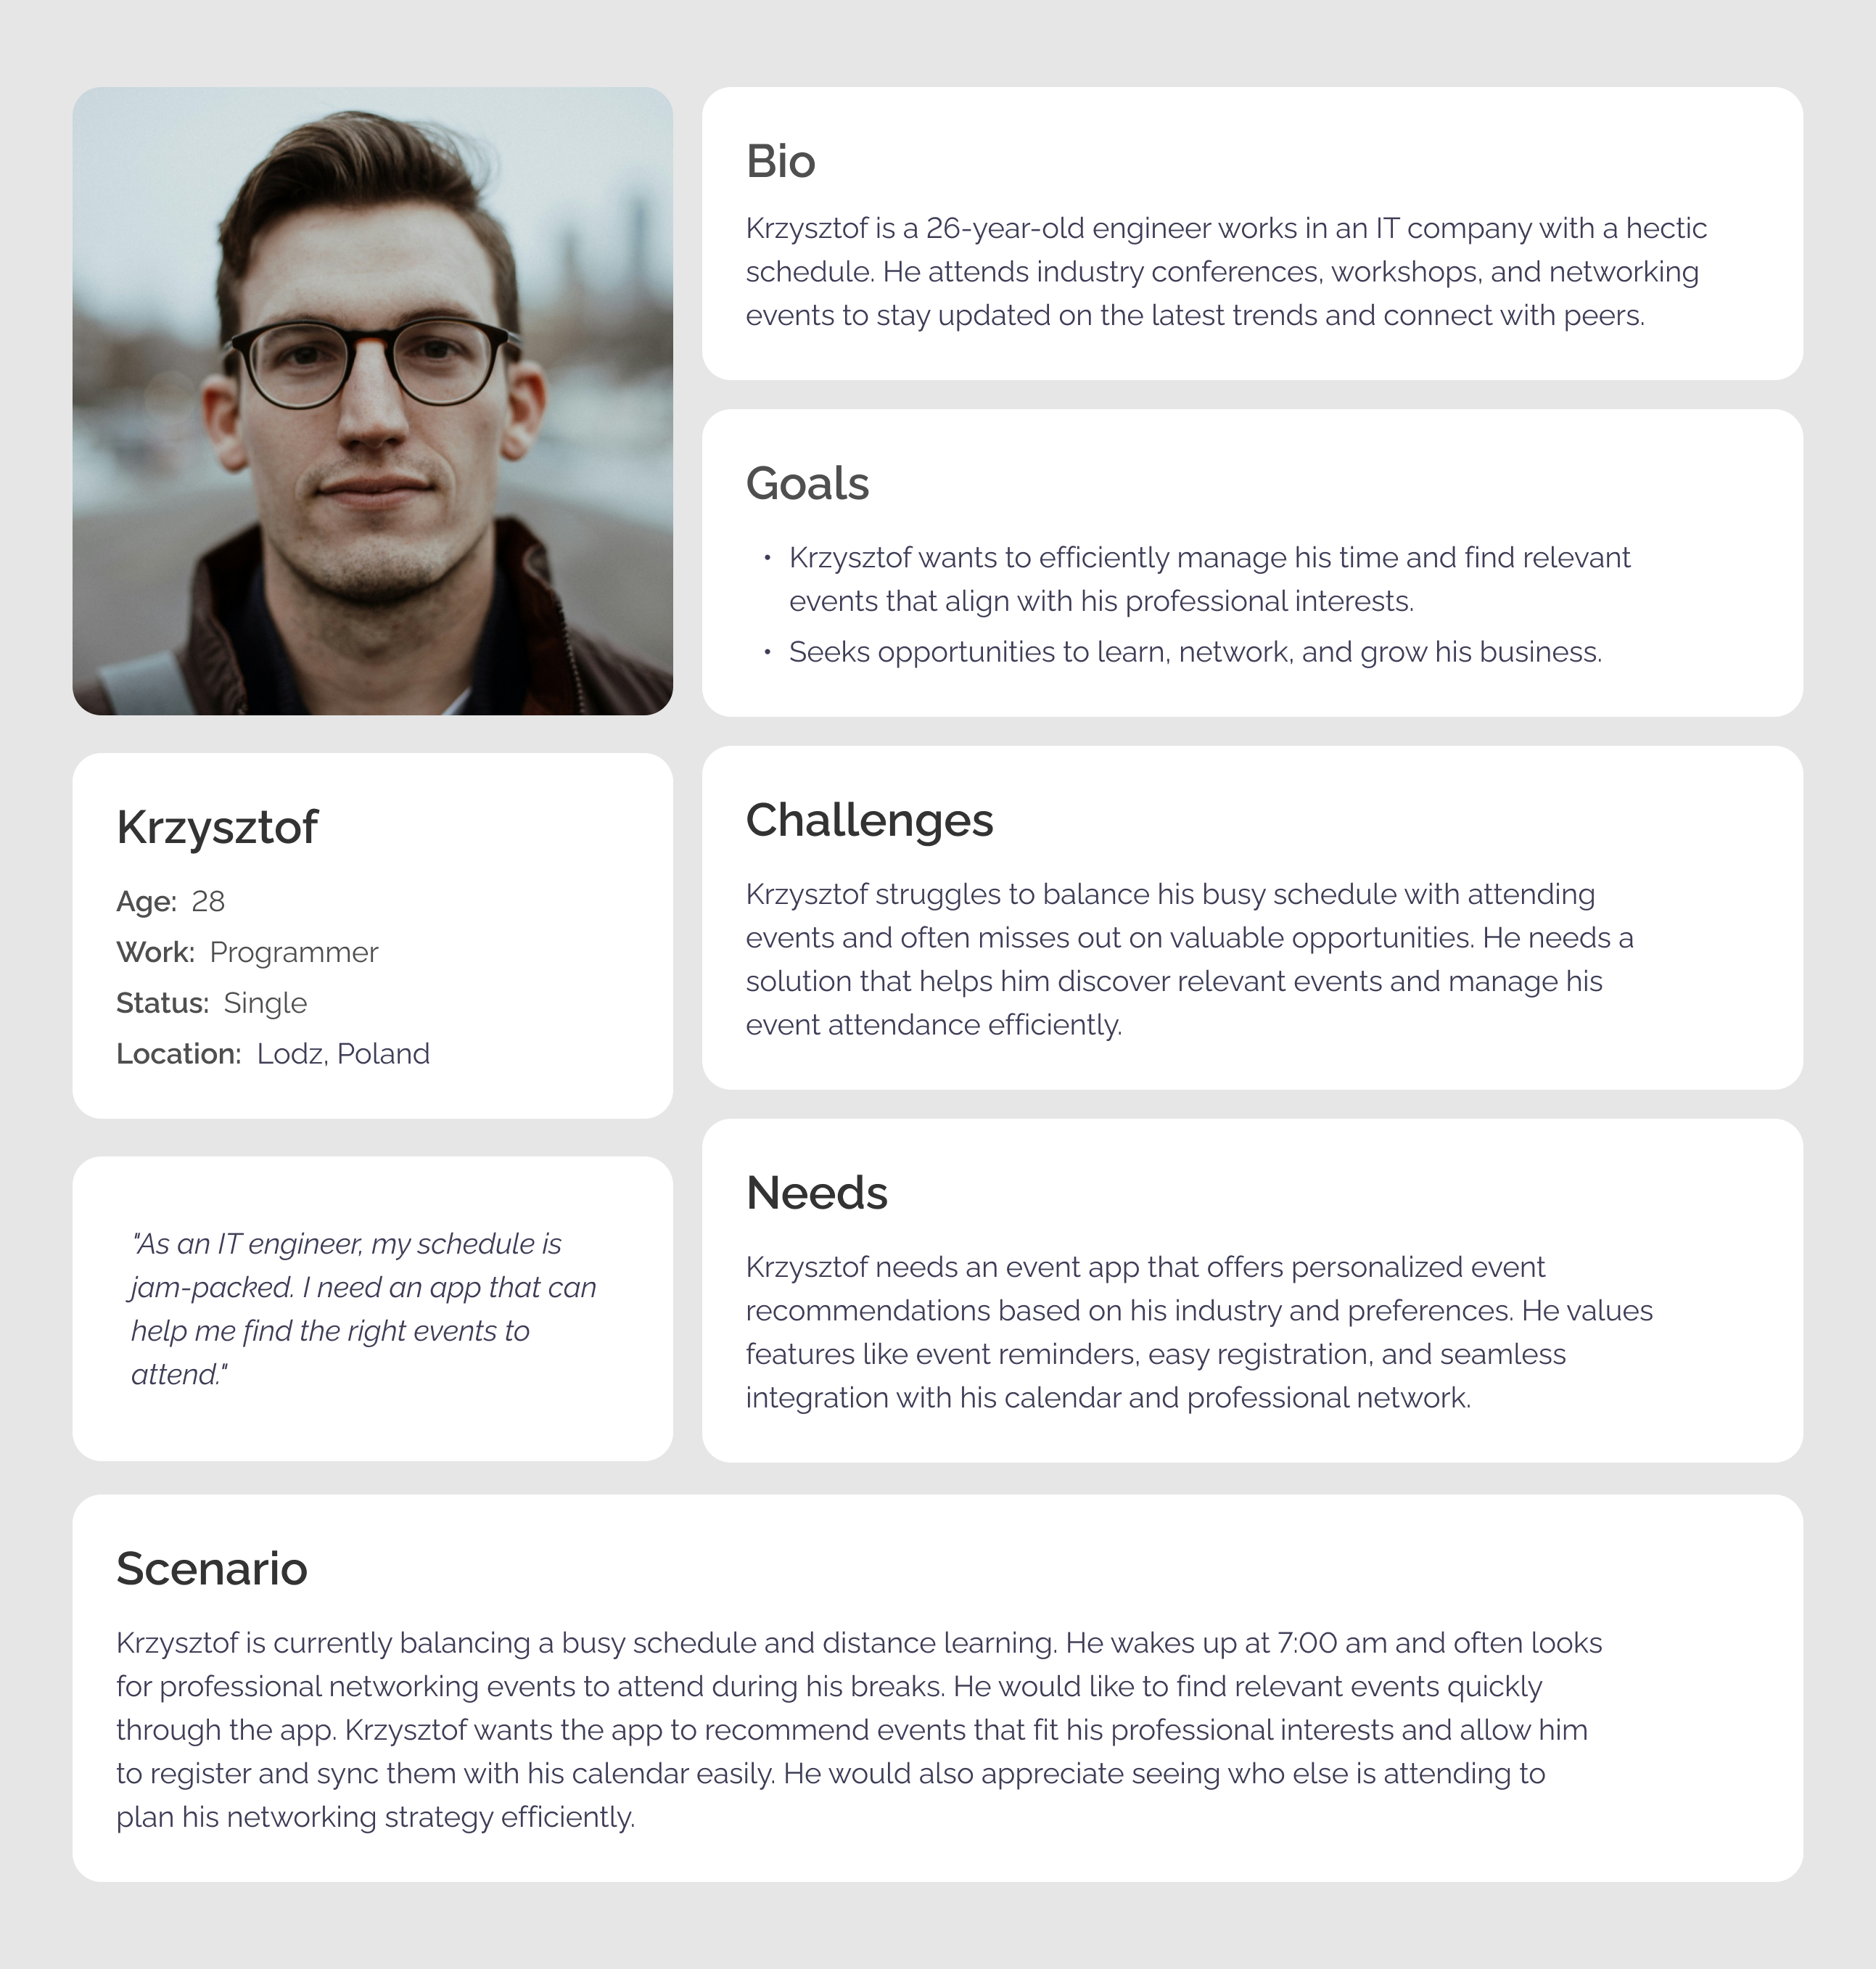 Krzysztof
Age: 28
Work: Programmer
Status: Single
Location: Lodz, Poland
"As an IT engineer, my schedule is
jam-packed. I need an app that can
help me find the right events to
attend."
Bio
Krzysztof is a 26-year-old engineer works in an IT company with a hectic
schedule. He attends industry conferences, workshops, and networking
events to stay updated on the latest trends and connect with peers.
Goals
• Krzysztof wants to efficiently manage his time and find relevant
events that align with his professional interests.
• Seeks opportunities to learn, network, and grow his business.
Challenges
Krzysztof struggles to balance his busy schedule with attending
events and often misses out on valuable opportunities. He needs a
solution that helps him discover relevant events and manage his
event attendance efficiently.
Needs
Krzysztof needs an event app that offers personalized event
recommendations based on his industry and preferences. He values
features like event reminders, easy registration, and seamless
integration with his calendar and professional network.
Scenario
Krzysztof is currently balancing a busy schedule and distance learning. He wakes up at 7:00 am and often looks
for professional networking events to attend during his breaks. He would like to find relevant events quickly
through the app. Krzysztof wants the app to recommend events that fit his professional interests and allow him
to register and sync them with his calendar easily. He would also appreciate seeing who else is attending to
plan his networking strategy efficiently.